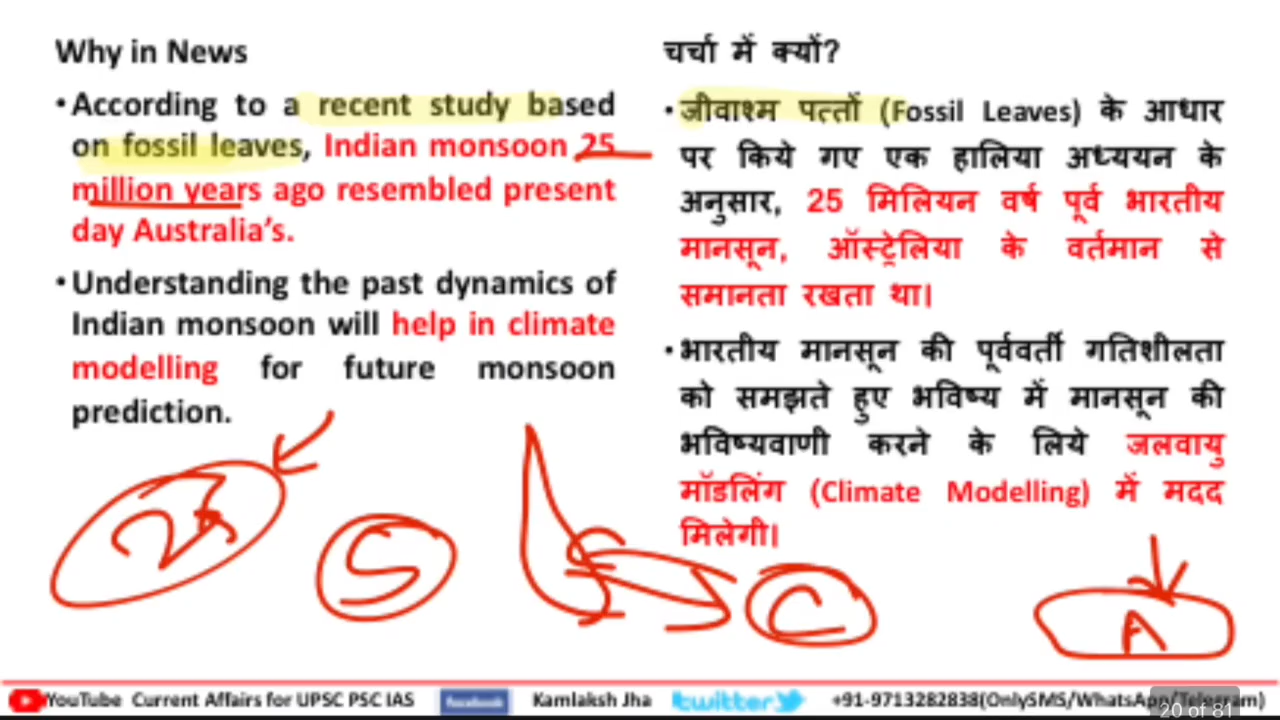 Why in News
•According to a recent study based
on fossil leaves, Indian monsoon 25
million years ago resembled present
day Australia's.
•Understanding the past dynamics of
Indian monsoon will help in climate
modelling for future monsoon
prediction.
चर्चा में क्यों?
•जीवाश्म पत्तों (Fossil Leaves) के आधार
पर किये गए एक हालिया अध्ययन के
अनुसार, 25 मिलियन वर्ष पूर्व भारतीय
मानसून, ऑस्ट्रेलिया के वर्तमान से
समानता रखता था।
•भारतीय मानसून की पूर्ववर्ती गतिशीलता
को समझते हुए भविष्य में मानसून की
भविष्यवाणी करने के लिये जलवायु
मॉडलिंग (Climate Modelling) में मदद
मिलेगी।
25
S
C
A
YouTube Current Affairs for UPSC PSC IAS facebook Kamlaksh Jha twitter +91-9713282838(OnlySMS/WhatsApp/Telegram)
20 of 81